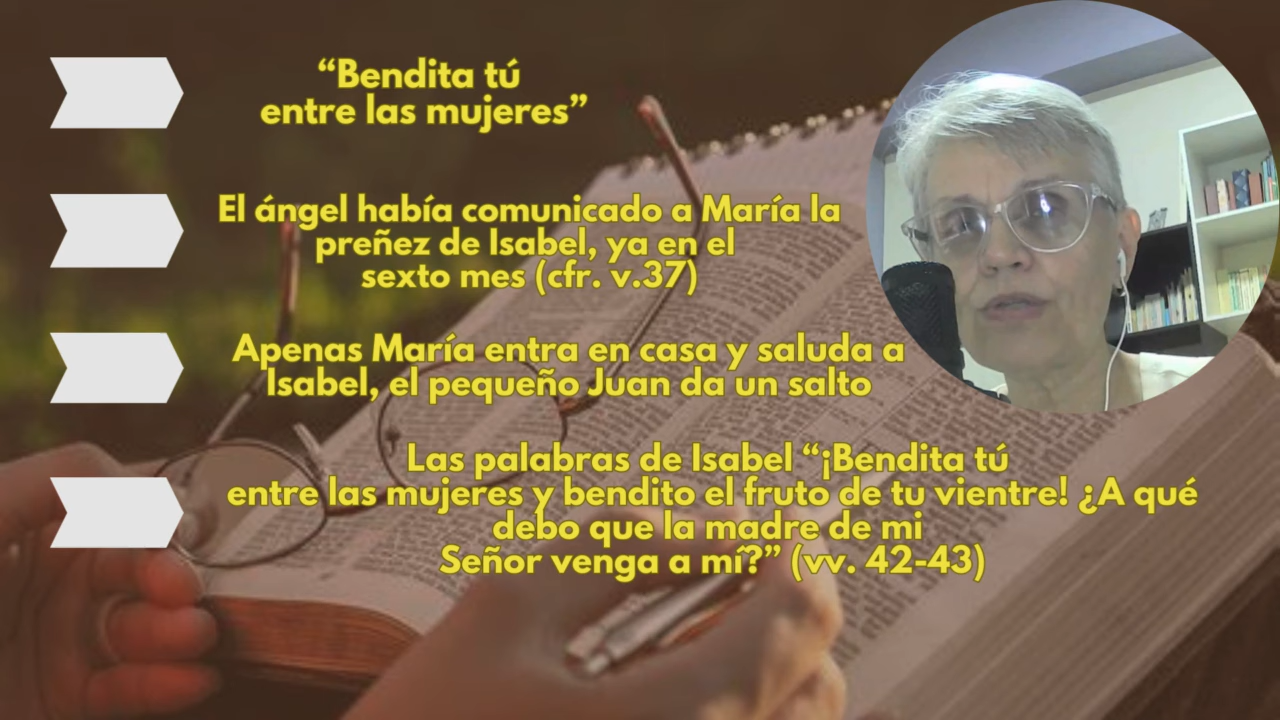 “Bendita tú
entre las mujeres”
El ángel había comunicado a María la
preñez de Isabel, ya en el
sexto mes (cfr. v.37)
Apenas María entra en casa y saluda a
Isabel, el pequeño Juan da un salto
Las palabras de Isabel “¡Bendita tú
entre las mujeres y bendito el fruto de tu vientre! ¿A qué
debo que la madre de mi
Señor venga a mí?” (vv. 42-43)